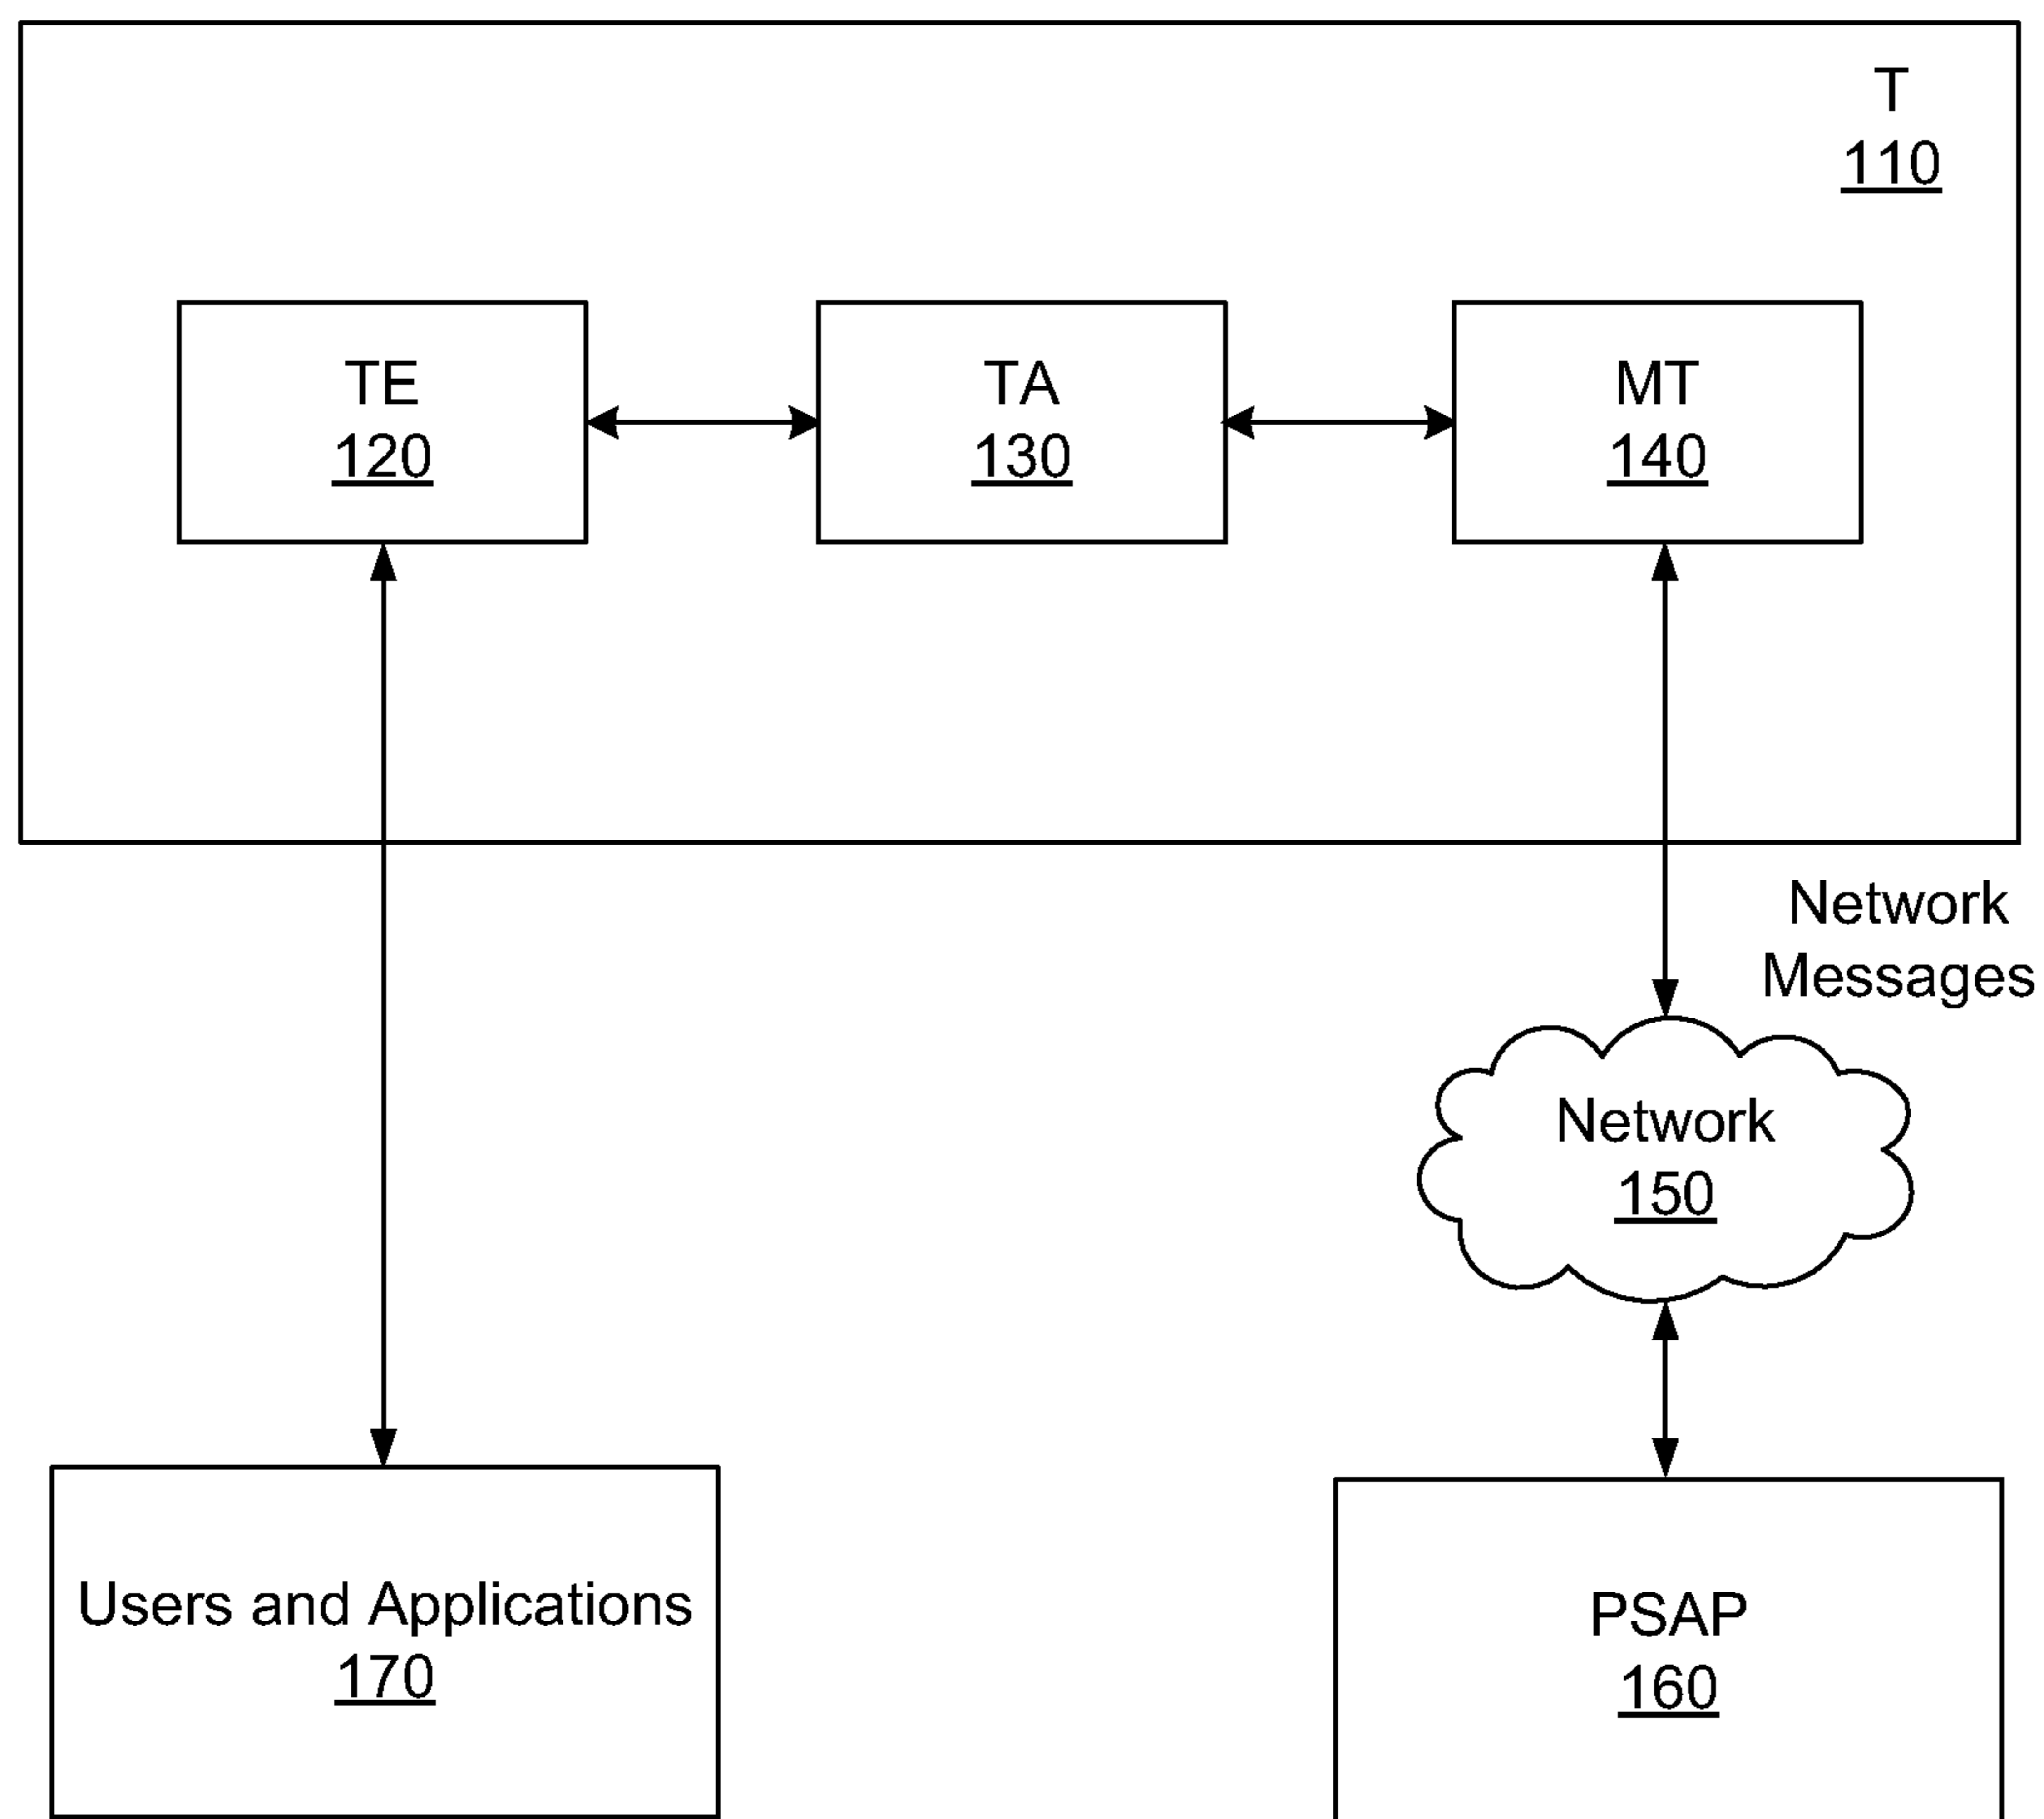 T
110
TE
120
TA
130
MT
140
Network
Messages
Network
150
Users and Applications
170
PSAP
160